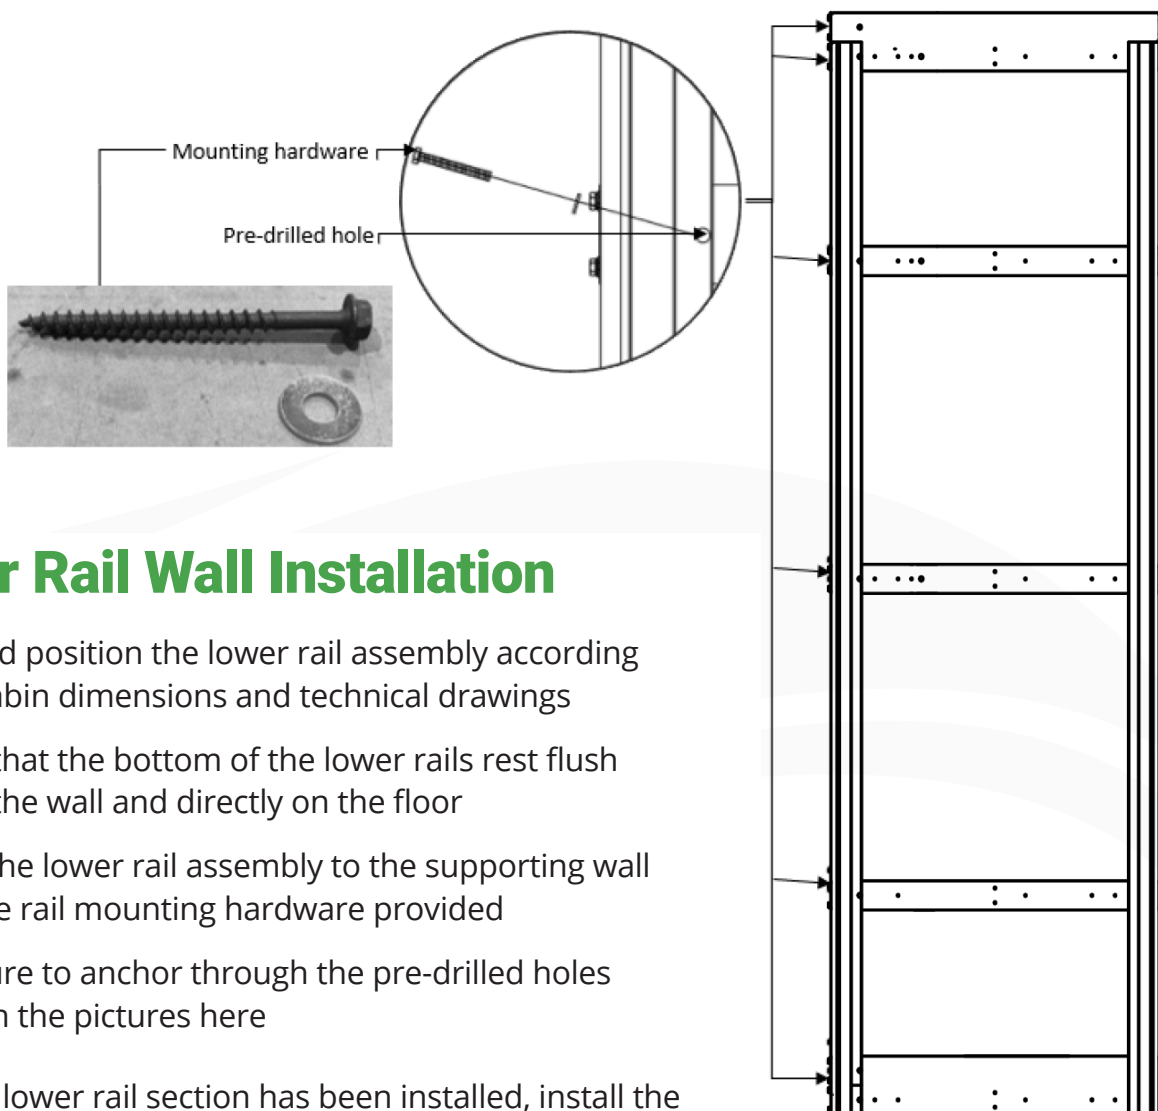 Mounting hardware
Pre-drilled hole
r Rail Wall Installation
d position the lower rail assembly according
abin dimensions and technical drawings
that the bottom of the lower rails rest flush
the wall and directly on the floor
he lower rail assembly to the supporting wall
e rail mounting hardware provided
ure to anchor through the pre-drilled holes
n the pictures here
lower rail section has been installed, install the